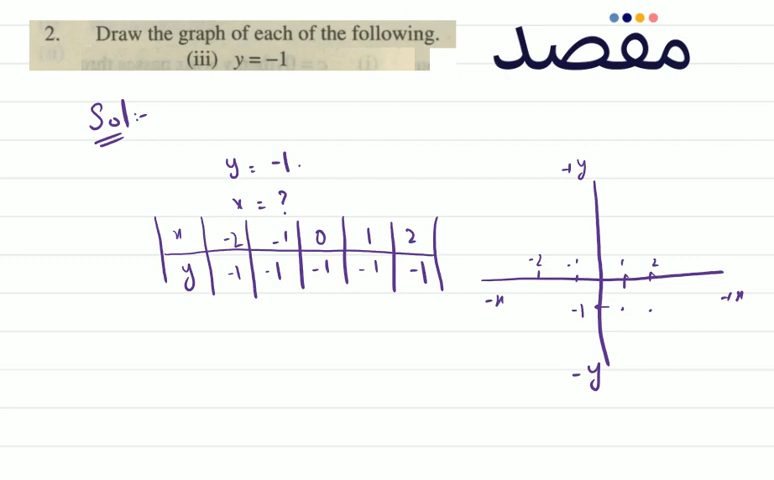 2. Draw the graph of each of the following.
(iii) y = −1
مقصد
Sol:-
y = -1.
x = ?
x -2 -1 0 1 2
y -1 -1 -1 -1 -1
+y
-2 -1 1 2
-x +x
-1
-y